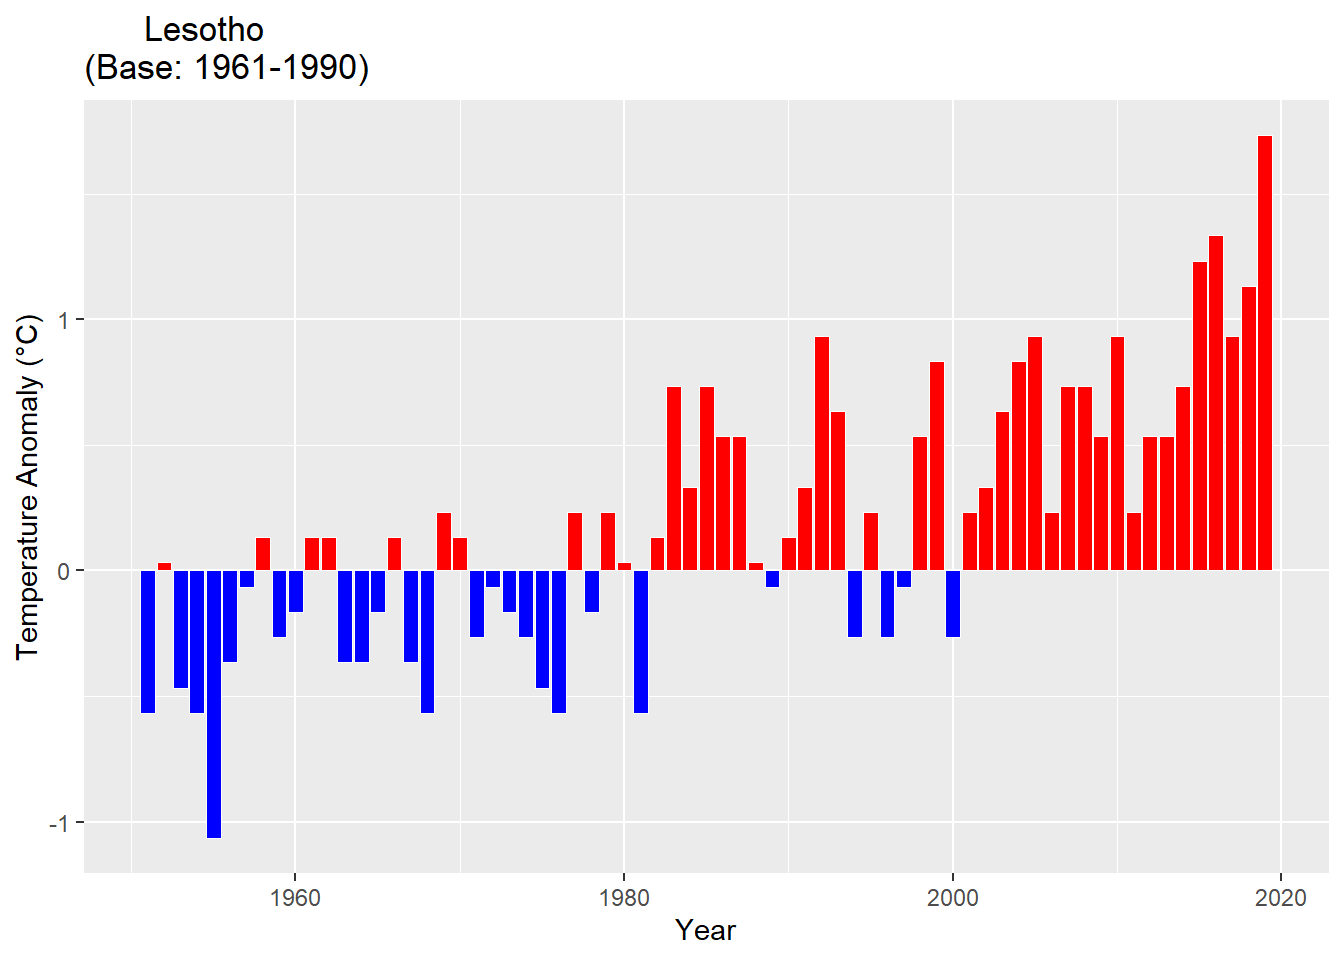 Lesotho
(Base: 1961-1990)
Temperature Anomaly (°C)
1
0
-1
1960
1980
2000
2020
Year